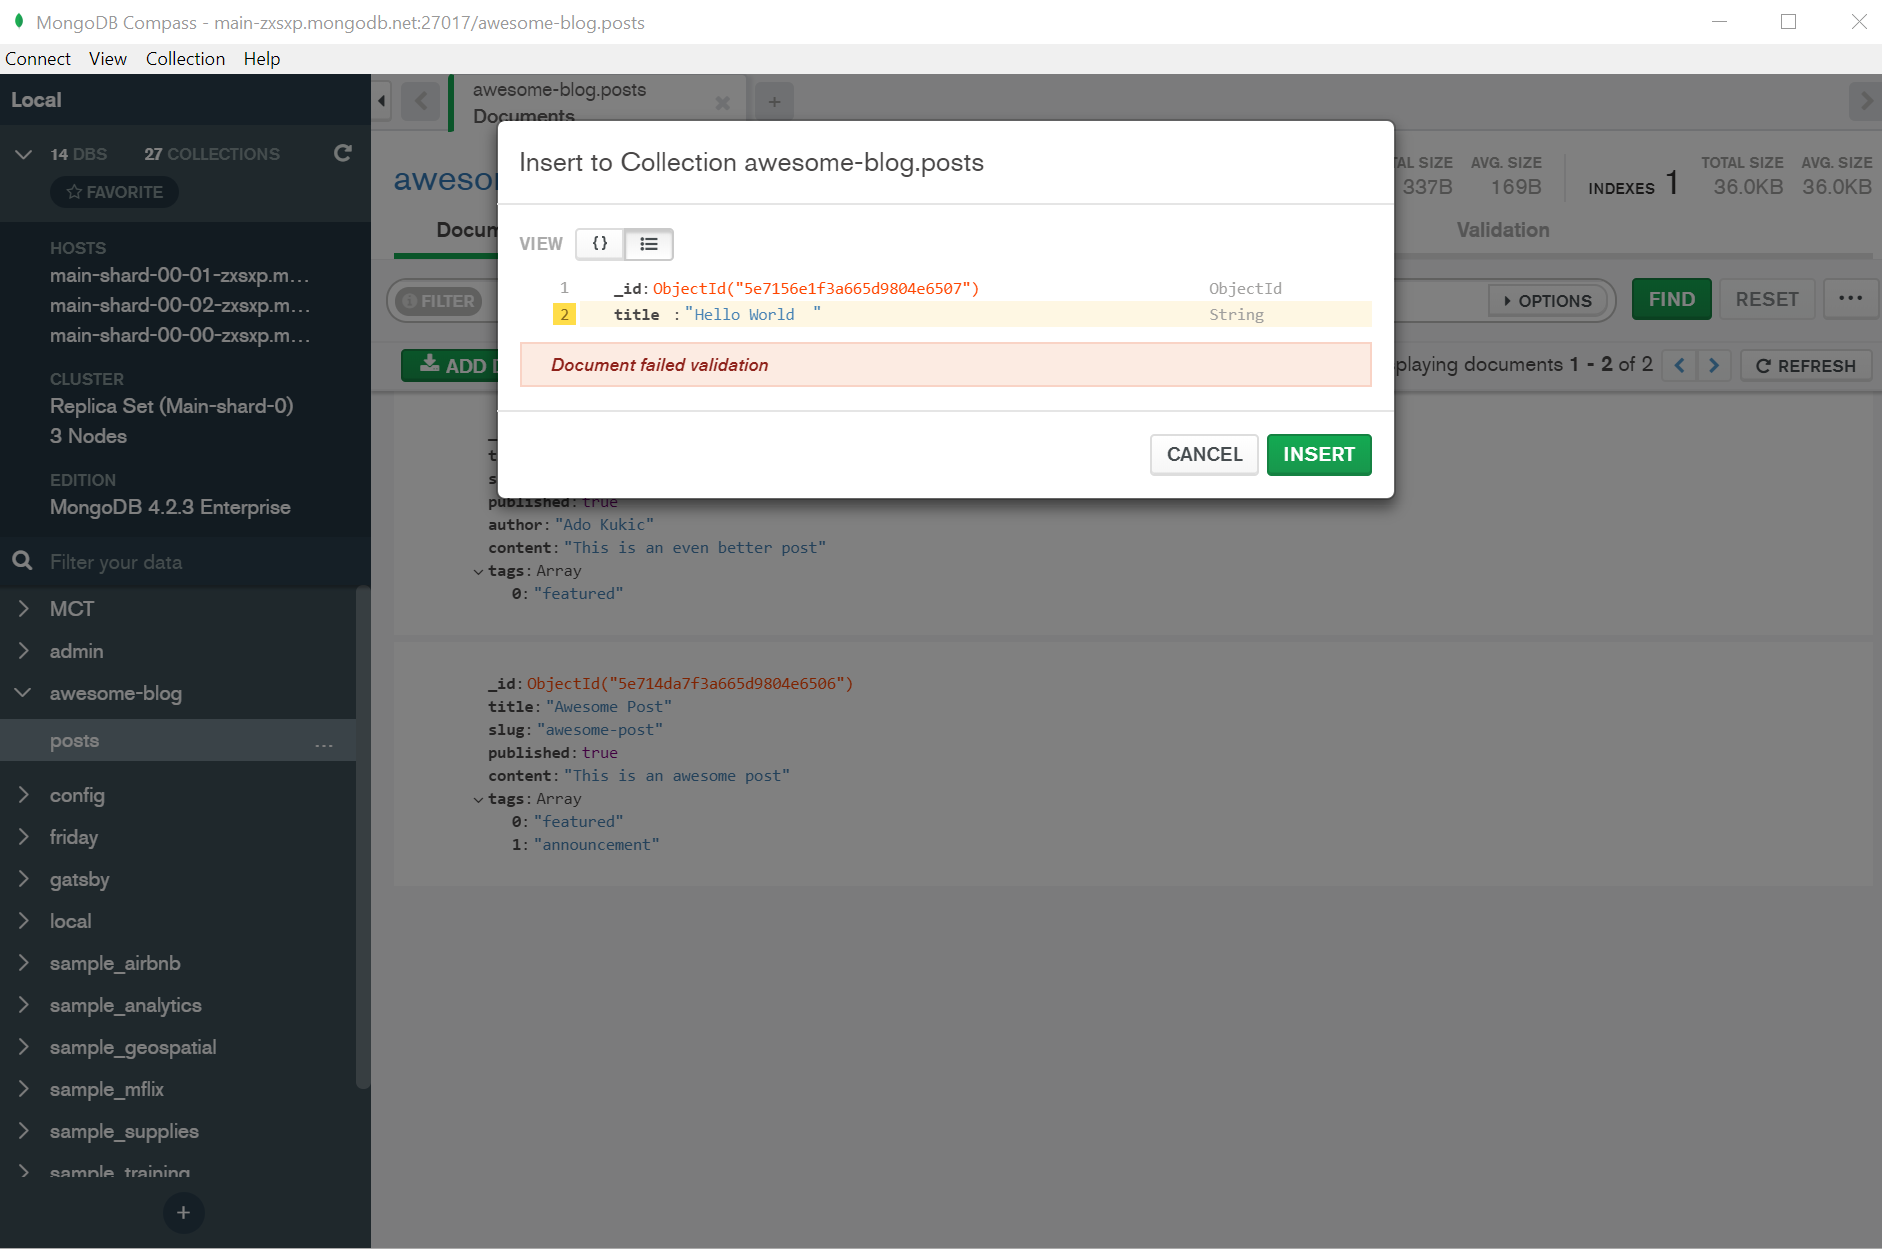 MongoDB Compass - main-zxsxp.mongodb.net:27017/awesome-blog.posts
Connect View Collection Help
Local
14 DBS 27 COLLECTIONS
FAVORITE
HOSTS
main-shard-00-01-zxsxp.m...
main-shard-00-02-zxsxp.m...
main-shard-00-00-zxsxp.m...
CLUSTER
Replica Set (Main-shard-0)
3 Nodes
EDITION
MongoDB 4.2.3 Enterprise
Filter your data
MCT
admin
awesome-blog
posts ...
config
friday
gatsby
local
sample_airbnb
sample_analytics
sample_geospatial
sample_mflix
sample_supplies
sample_training
+
awesome-blog.posts
Documents
+
SIZE AVG. SIZE TOTAL SIZE AVG. SIZE
337B 169B INDEXES 1 36.0KB 36.0KB
Validation
FILTER OPTIONS FIND RESET ...
ADD
1 - 2 of 2 REFRESH
Insert to Collection awesome-blog.posts
VIEW {}
1 _id: ObjectId("5e7156e1f3a665d9804e6507") ObjectId
2 title : "Hello World  " String
Document failed validation
CANCEL INSERT
published: true
author: "Ado Kukic"
content: "This is an even better post"
tags: Array
0: "featured"
_id: ObjectId("5e714da7f3a665d9804e6506")
title: "Awesome Post"
slug: "awesome-post"
published: true
content: "This is an awesome post"
tags: Array
0: "featured"
1: "announcement"